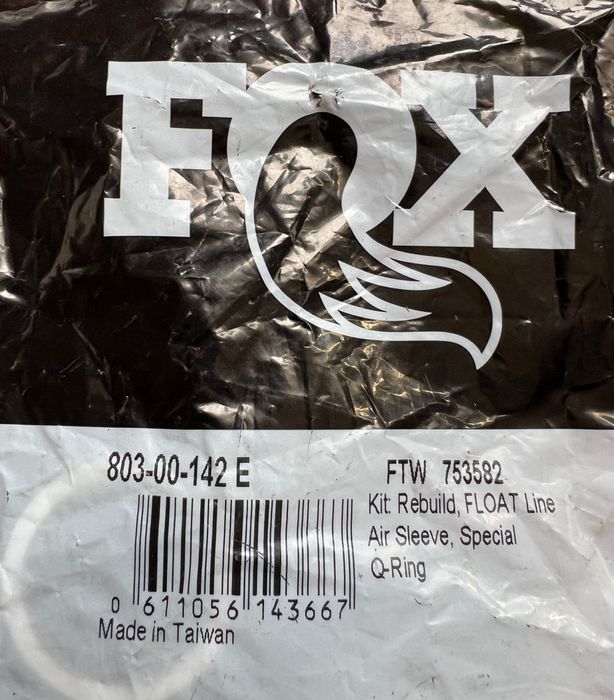 FOX
803-00-142 E
FTW 753582
Kit: Rebuild, FLOAT Line
Air Sleeve, Special
Q-Ring
0 611056 143667
Made in Taiwan